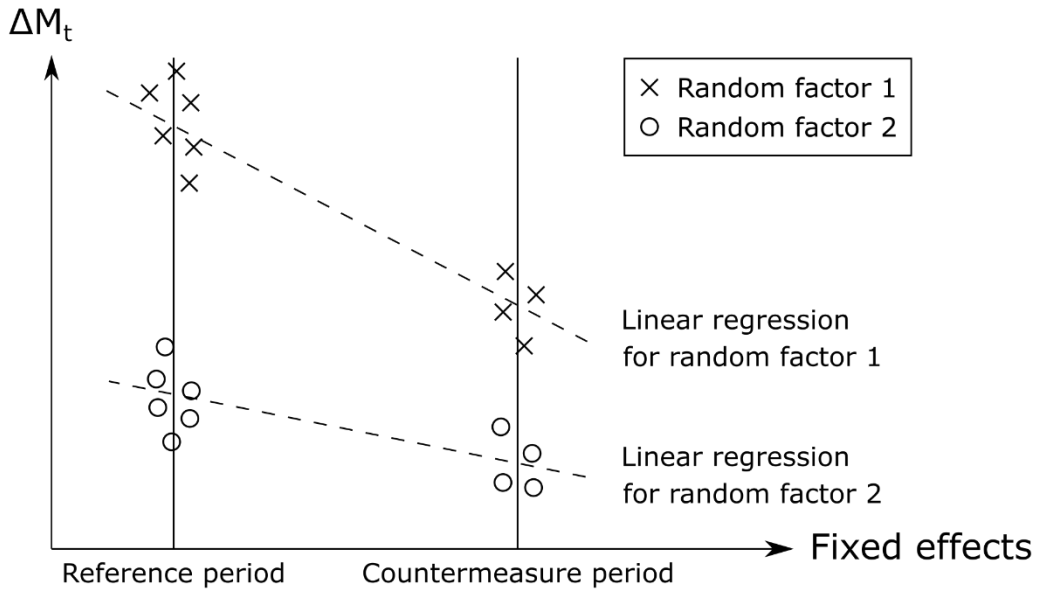 ΔMₜ
Random factor 1
Random factor 2
Linear regression
for random factor 1
Linear regression
for random factor 2
Fixed effects
Reference period
Countermeasure period